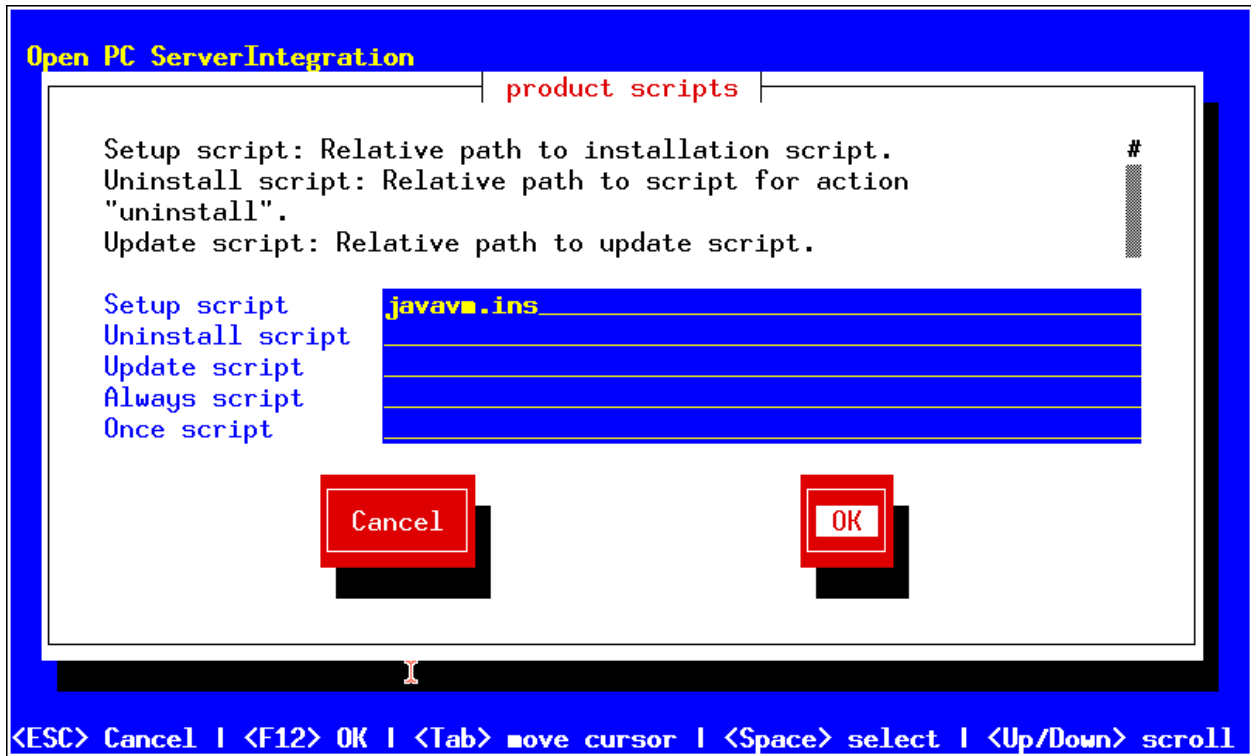 Open PC ServerIntegration
product scripts
Setup script: Relative path to installation script.
#
Uninstall script: Relative path to script for action
"uninstall".
Update script: Relative path to update script.
Setup script javavm.ins
Uninstall script
Update script
Always script
Once script
Cancel OK
<ESC> Cancel | <F12> OK | <Tab> move cursor | <Space> select | <Up/Down> scroll